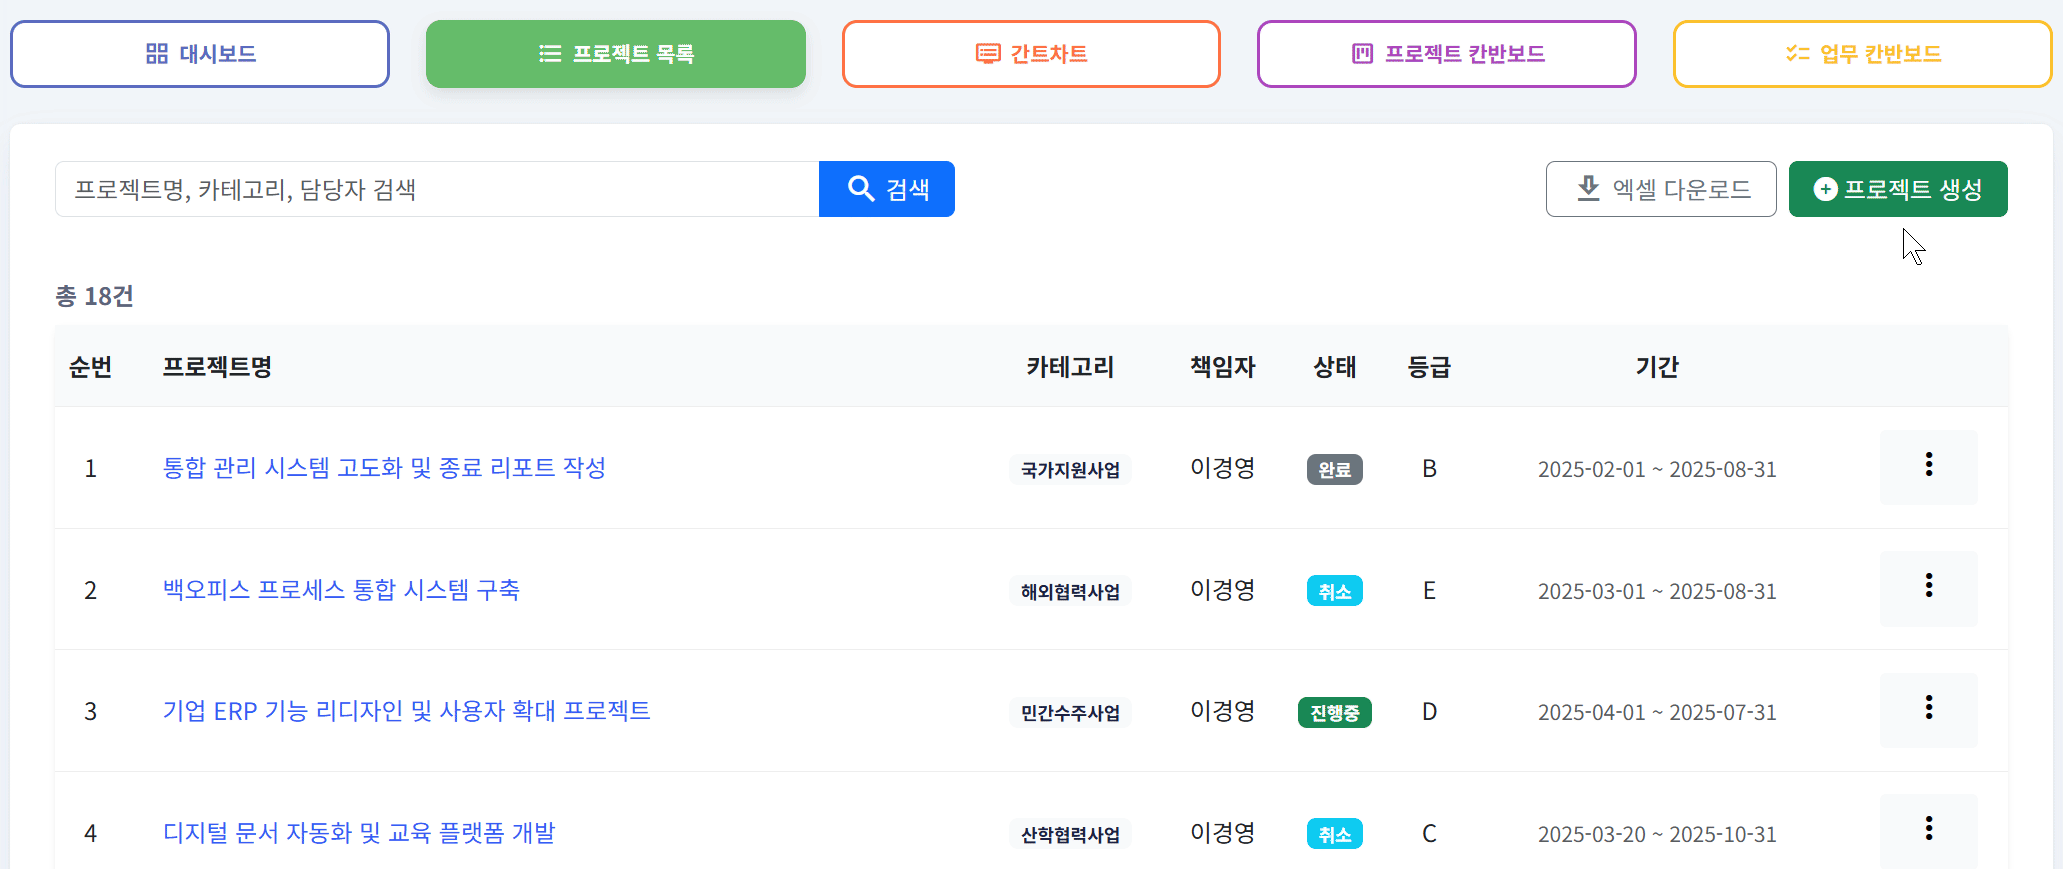 대시보드 프로젝트 목록 간트차트 프로젝트 칸반보드 업무 칸반보드
프로젝트명, 카테고리, 담당자 검색 검색 엑셀 다운로드 프로젝트 생성
총 18건
순번 프로젝트명 카테고리 책임자 상태 등급 기간
1 통합 관리 시스템 고도화 및 종료 리포트 작성 국가지원사업 이경영 완료 B 2025-02-01 ~ 2025-08-31
2 백오피스 프로세스 통합 시스템 구축 해외협력사업 이경영 취소 E 2025-03-01 ~ 2025-08-31
3 기업 ERP 기능 리디자인 및 사용자 확대 프로젝트 민간수주사업 이경영 진행중 D 2025-04-01 ~ 2025-07-31
4 디지털 문서 자동화 및 교육 플랫폼 개발 산학협력사업 이경영 취소 C 2025-03-20 ~ 2025-10-31